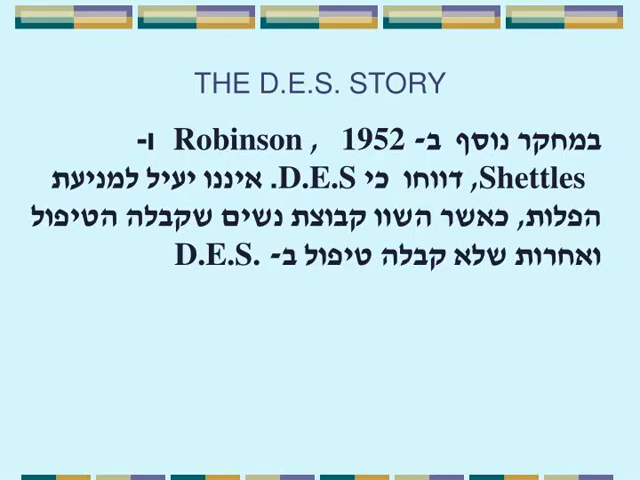 THE D.E.S. STORY
במחקר נוסף ב- 1952 , Robinson ו-
Shettles, דווחו כי D.E.S. איננו יעיל למניעת
הפלות, כאשר השוו קבוצת נשים שקבלה הטיפול
ואחרות שלא קבלה טיפול ב- D.E.S.